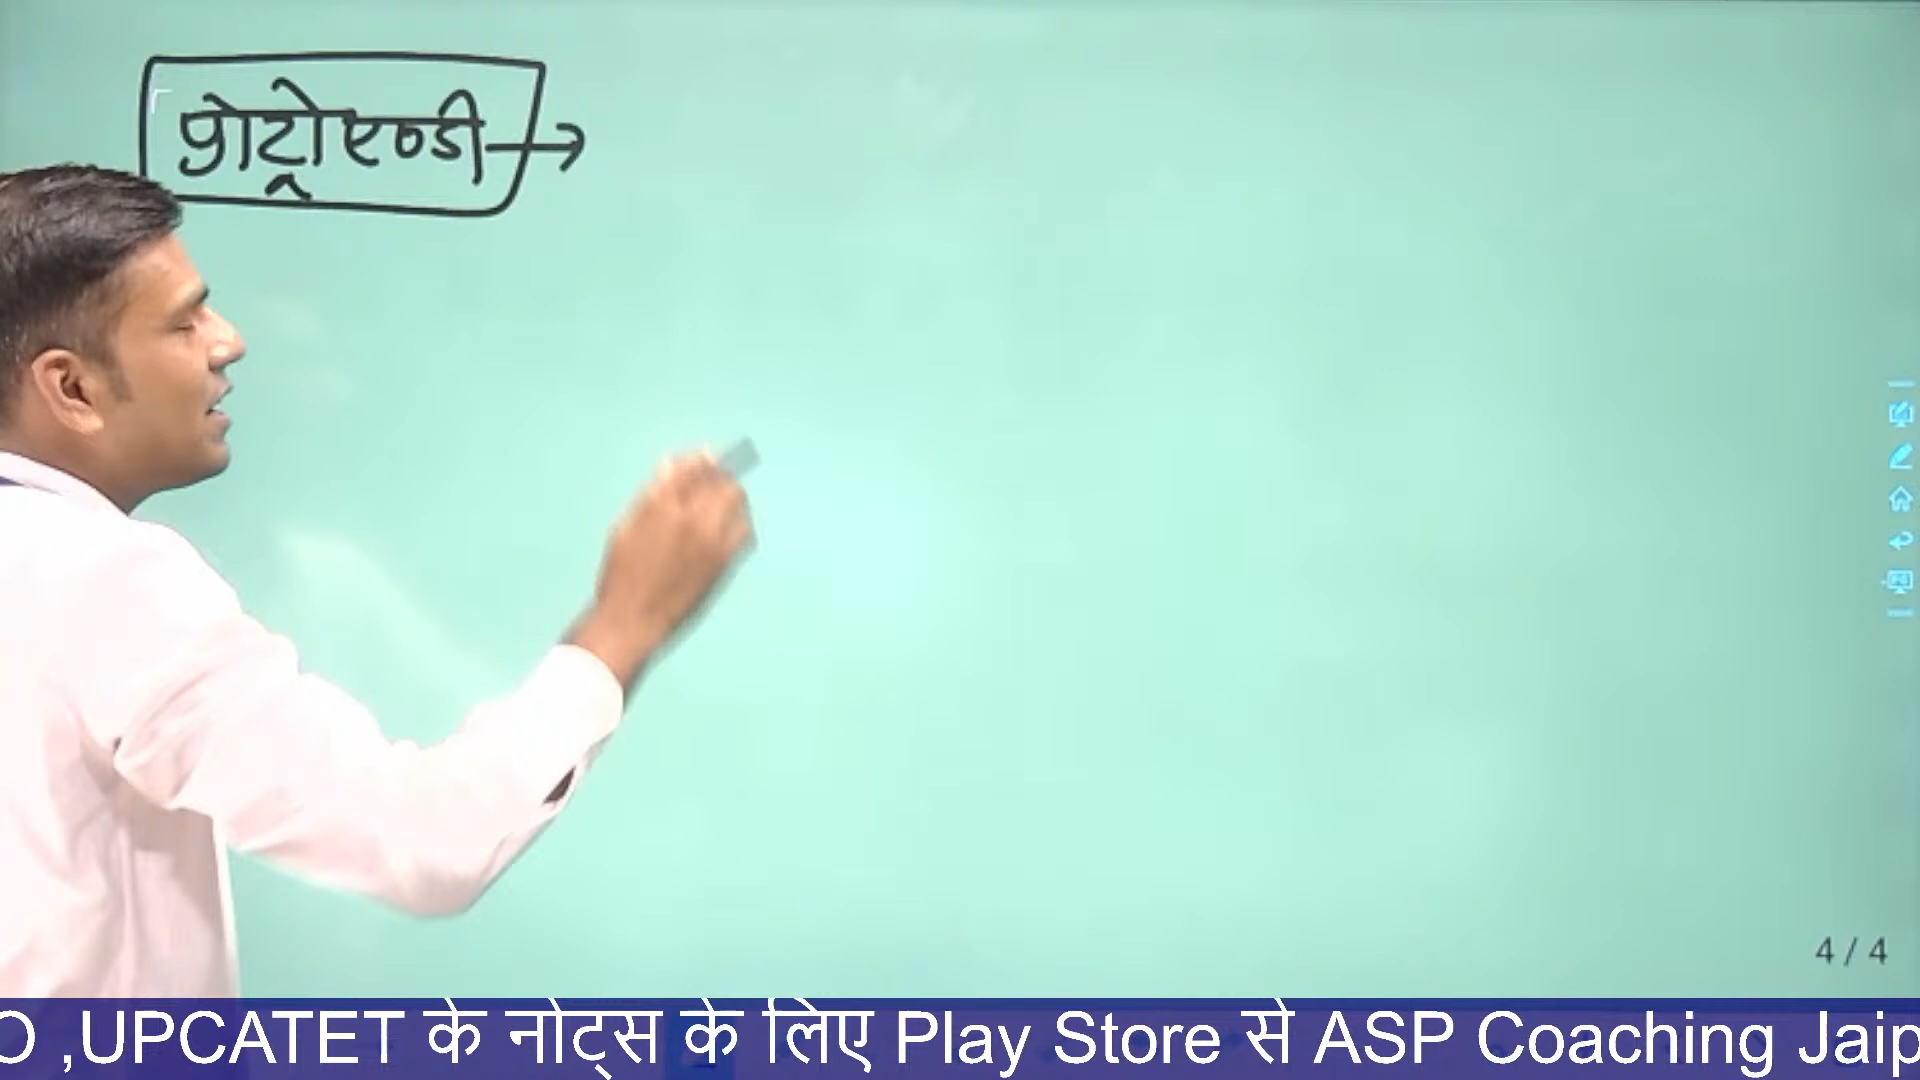 प्रोट्रोएण्डी →
4 / 4
O ,UPCATET के नोट्स के लिए Play Store से ASP Coaching Jaip